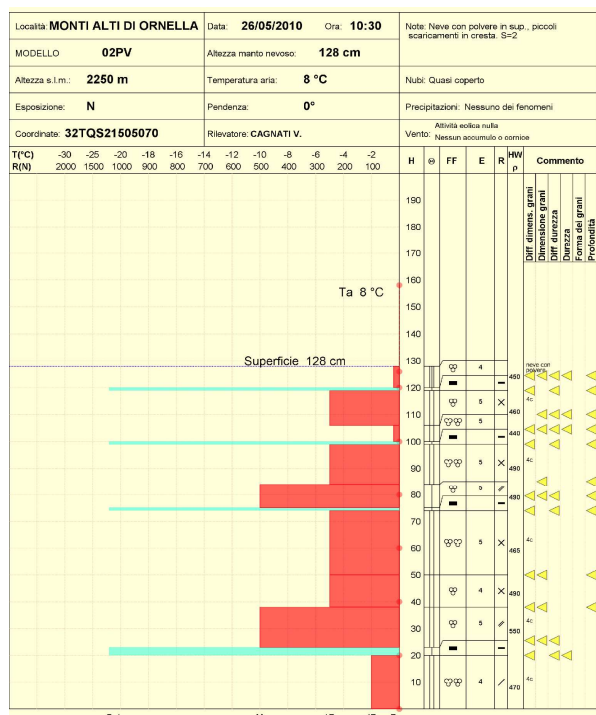 Località: MONTI ALTI DI ORNELLA Data: 26/05/2010 Ora: 10:30
Note: Neve con polvere in sup., piccoli
scaricamenti in cresta. S=2
MODELLO 02PV Altezza manto nevoso: 128 cm
Altezza s.l.m.: 2250 m Temperatura aria: 8 °C Nubi: Quasi coperto
Esposizione: N Pendenza: 0° Precipitazioni: Nessuno dei fenomeni
Coordinate: 32TQS21505070 Rilevatore: CAGNATI V. Vento: Attività eolica nulla
Nessun accumulo o cornice
T(°C) -30 -25 -20 -18 -16 -14 -12 -10 -8 -6 -4 -2 H Θ FF E R HW Commento
R(N) 2000 1500 1000 900 800 700 600 500 400 300 200 100 ρ
Diff dimens. grani
Dimensione grani
Diff durezza
Durezza
Forma dei grani
Profondità
190
180
170
160
Ta 8 °C
150
140
130
Superficie 128 cm
neve con
polvere
4
450
120
4c
5
460
110
5
440
100
4c
5
90
490
5
80
490
70
4c
5
60
465
50
4
490
40
4c
5
30
550
20
4c
4
10
470